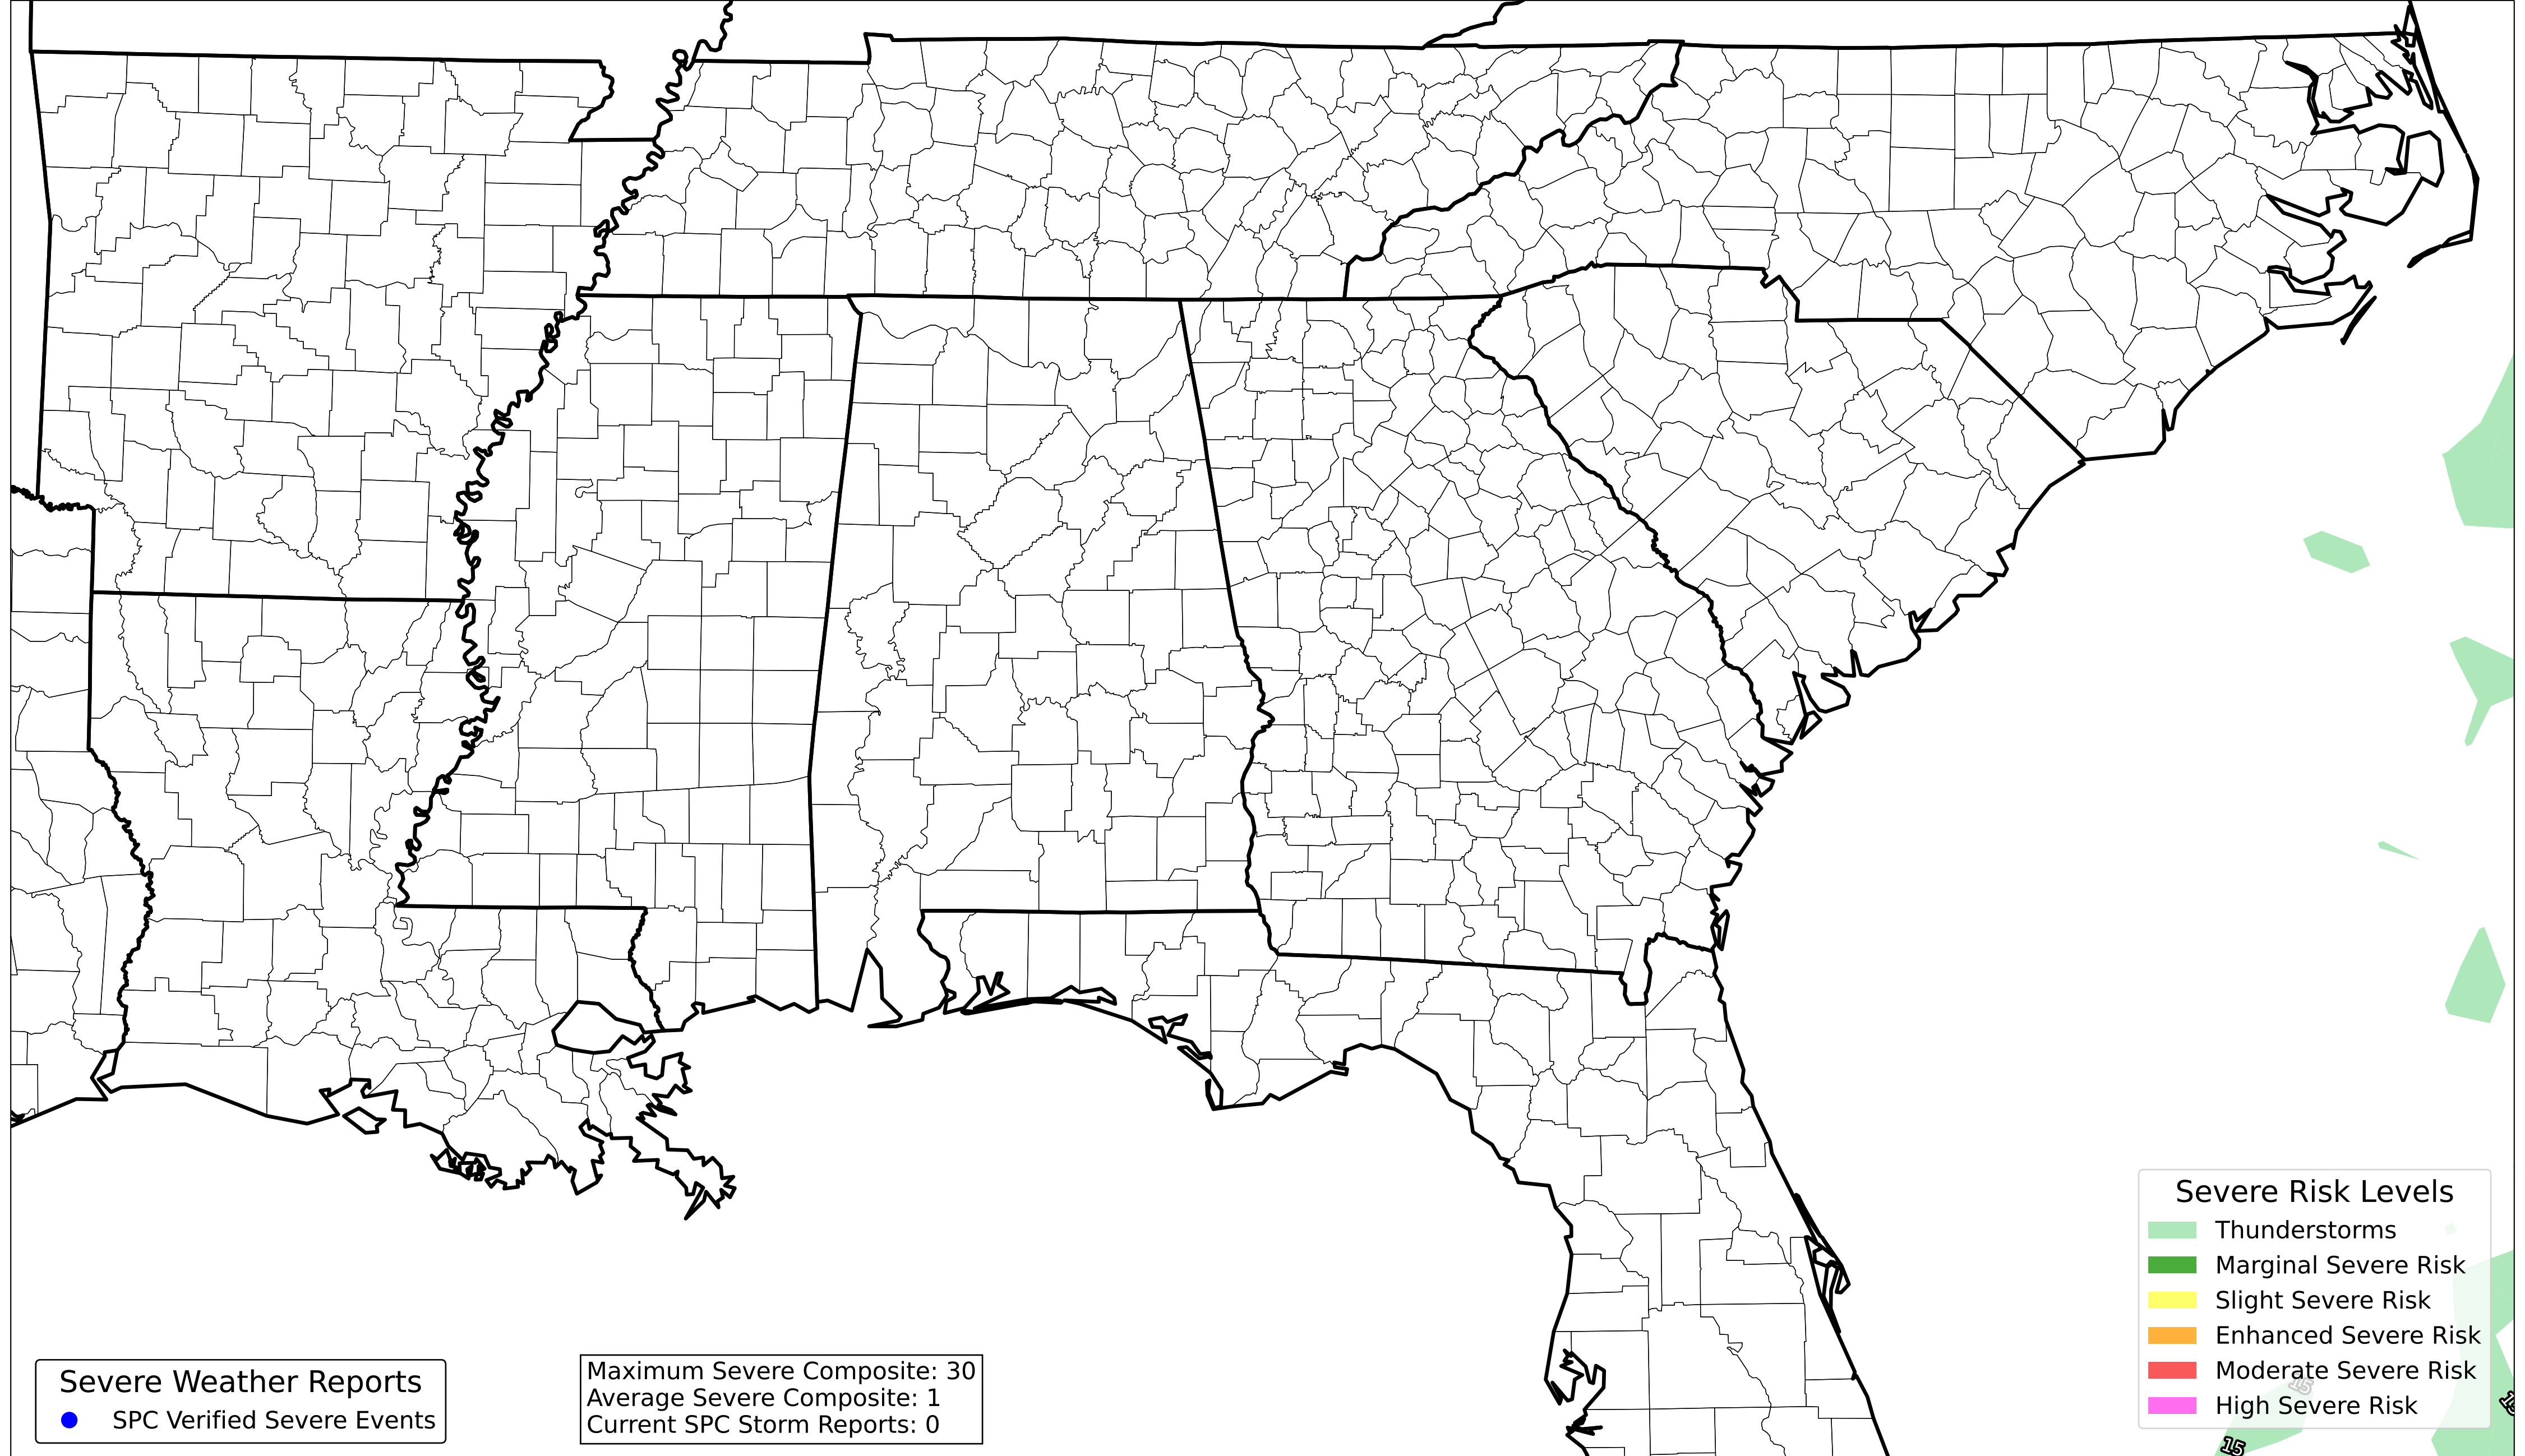 Severe Weather Reports
SPC Verified Severe Events
Maximum Severe Composite: 30
Average Severe Composite: 1
Current SPC Storm Reports: 0
Severe Risk Levels
Thunderstorms
Marginal Severe Risk
Slight Severe Risk
Enhanced Severe Risk
Moderate Severe Risk
High Severe Risk
15
15